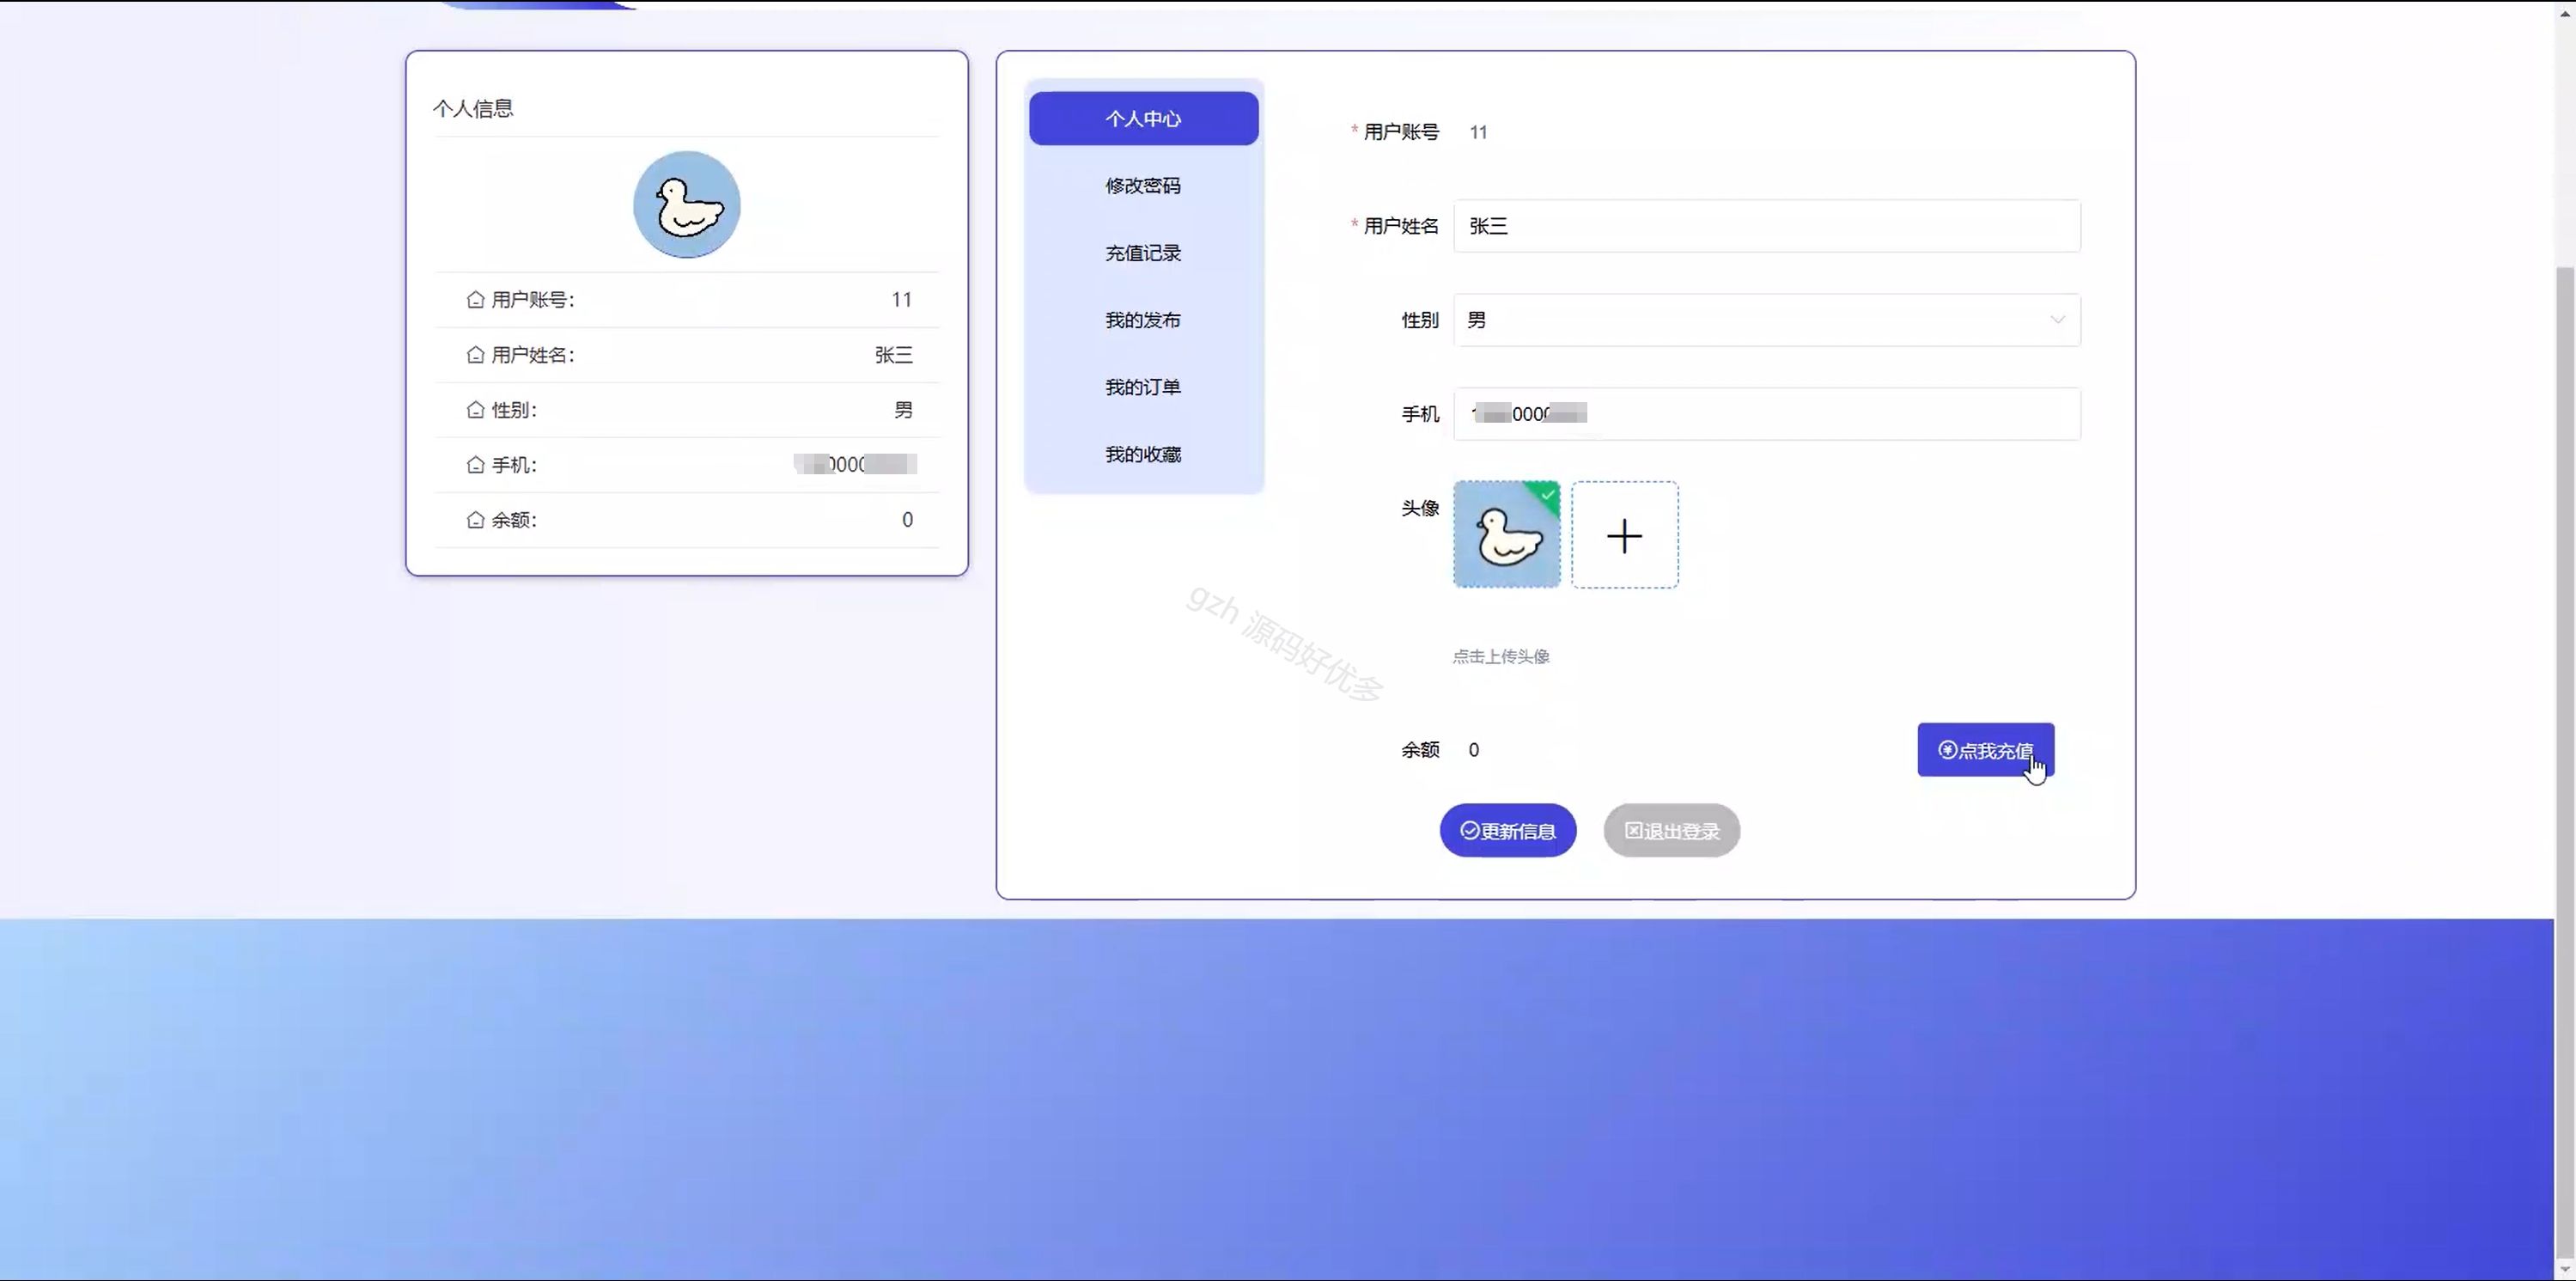 个人信息
用户账号： 11
用户姓名： 张三
性别： 男
手机： 000
余额： 0
个人中心
修改密码
充值记录
我的发布
我的订单
我的收藏
* 用户账号 11
* 用户姓名 张三
性别 男
手机 000
头像
点击上传头像
余额 0
点我充值
更新信息
退出登录
gzh 源码好优多